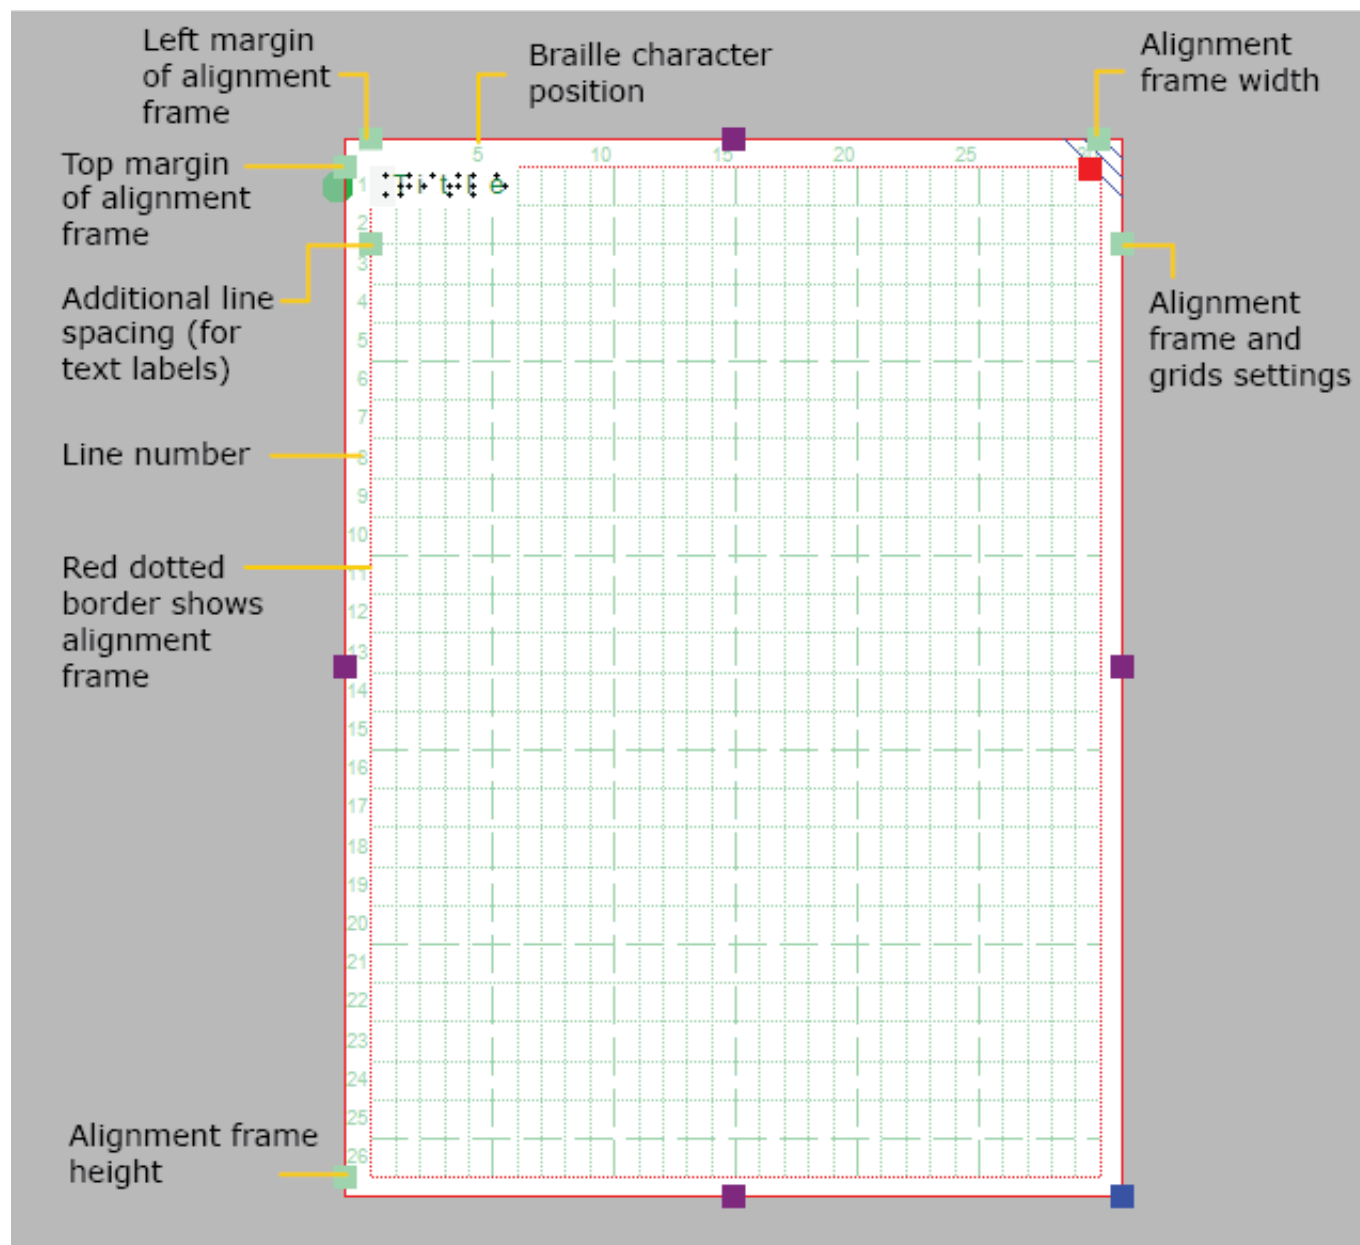 Left margin
of alignment
frame
Braille character
position
Alignment
frame width
Top margin
of alignment
frame
Additional line
spacing (for
text labels)
Alignment
frame and
grids settings
Line number
Red dotted
border shows
alignment
frame
Alignment frame
height
5 10 15 20 25
Title
1
2
3
4
5
6
7
8
9
10
11
12
13
14
15
16
17
18
19
20
21
22
23
24
25
26